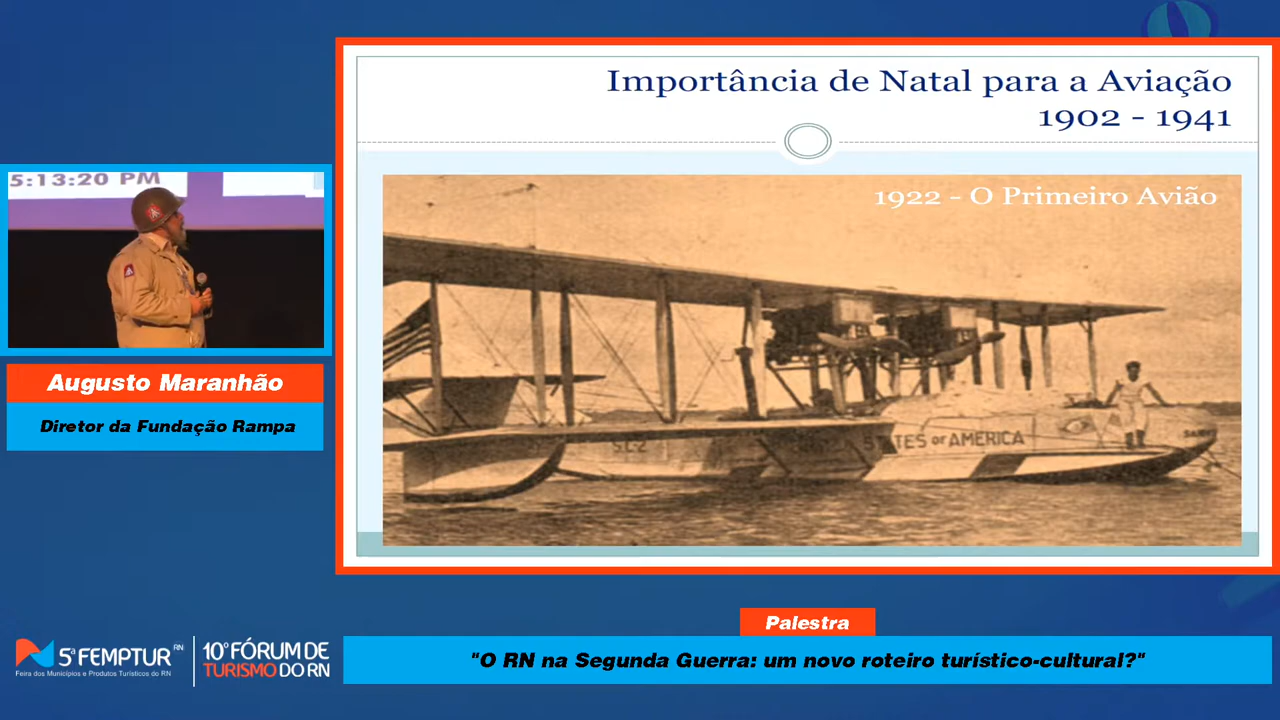 Importância de Natal para a Aviação
1902 - 1941
1922 - O Primeiro Avião
STATES of AMERICA
5:13:20 PM
Augusto Maranhão
Diretor da Fundação Rampa
5ª FEMPTUR RN
Feira dos Municípios e Produtos Turísticos do RN
10º FÓRUM DE
TURISMO DO RN
Palestra
"O RN na Segunda Guerra: um novo roteiro turístico-cultural?"